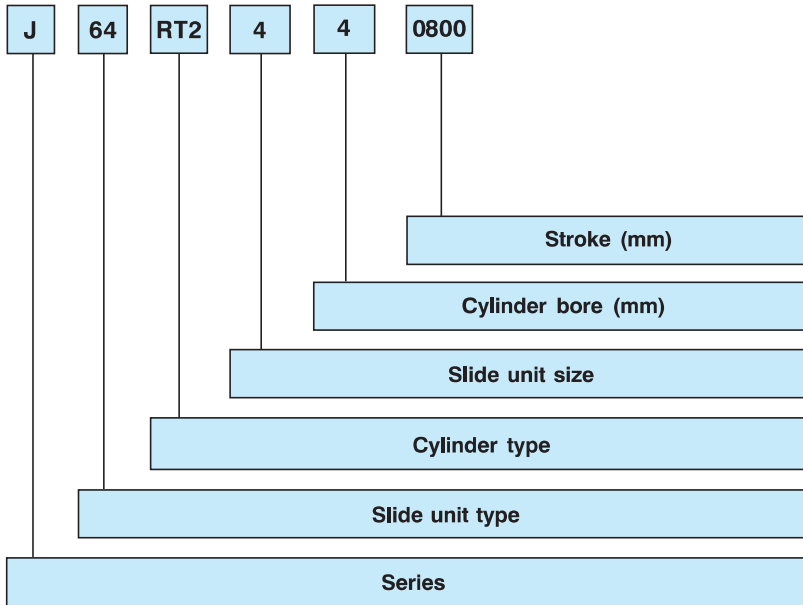 J 64 RT2 4 4 0800
Stroke (mm)
Cylinder bore (mm)
Slide unit size
Cylinder type
Slide unit type
Series